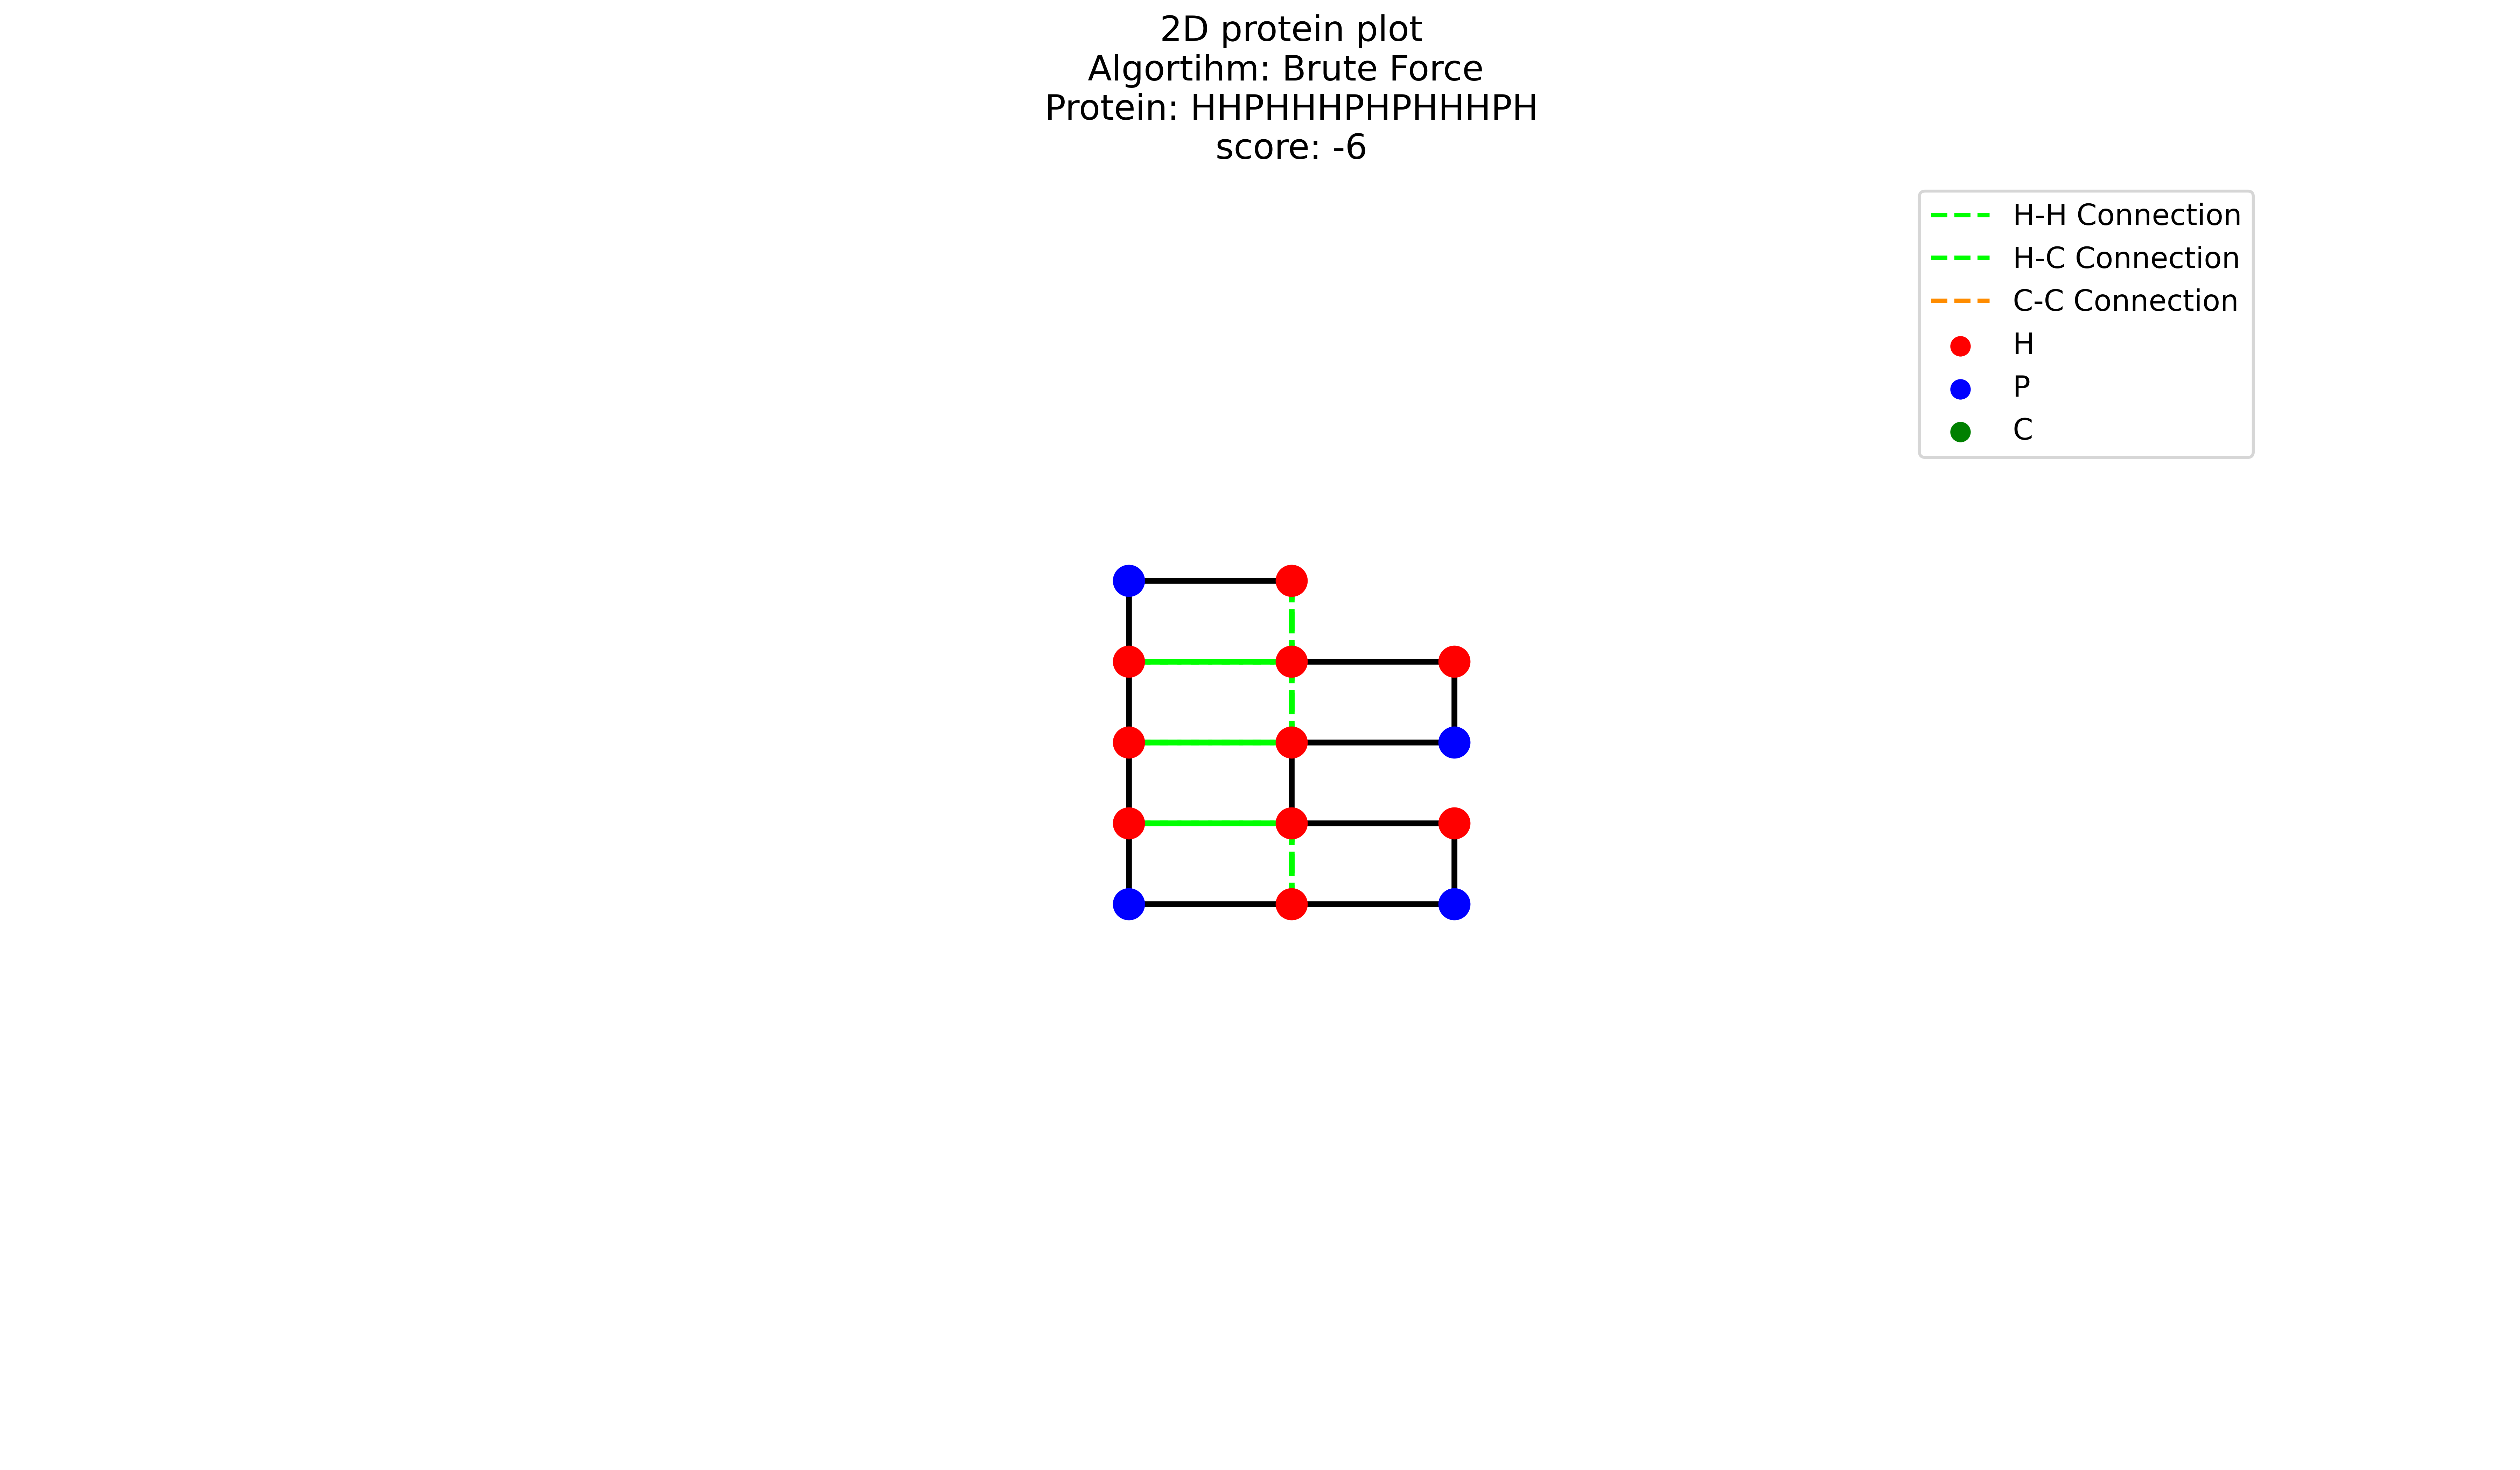 2D protein plot
Algortihm: Brute Force
Protein: HHPHHHPHPHHHPH
score: -6
H-H Connection
H-C Connection
C-C Connection
H
P
C